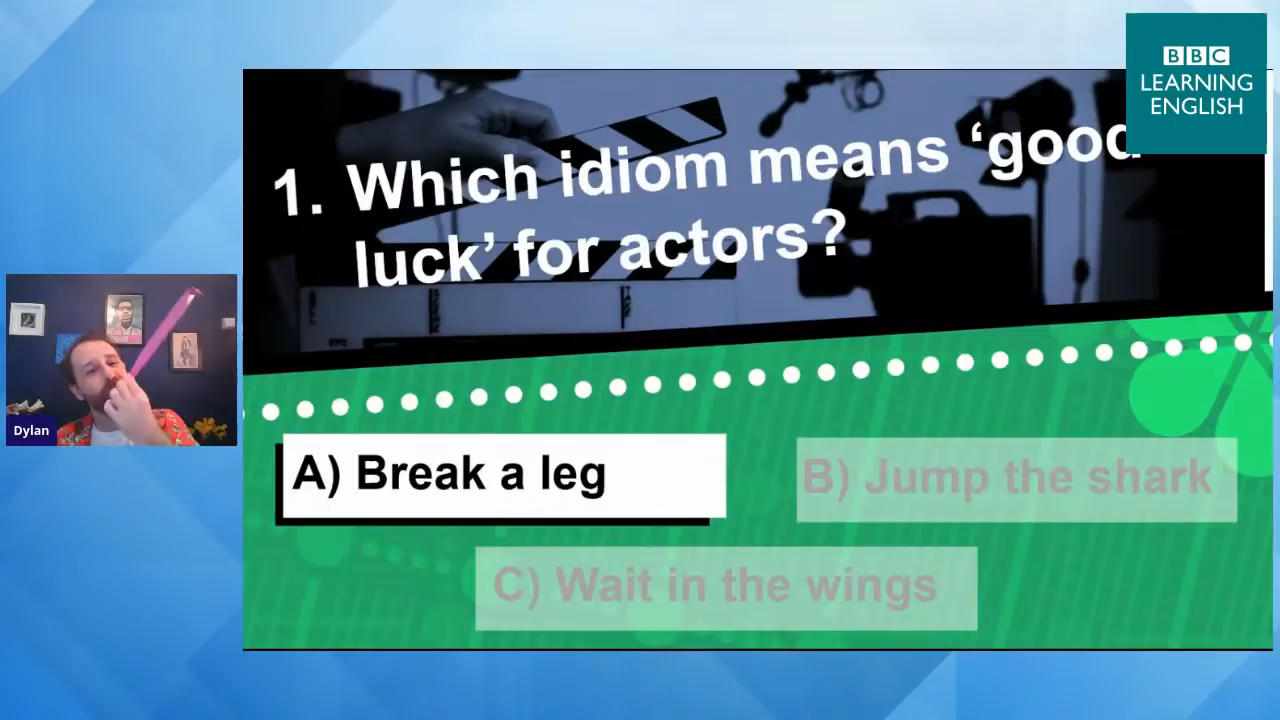 BBC
LEARNING
ENGLISH
1. Which idiom means ‘good
luck’ for actors?
Dylan
A) Break a leg
B) Jump the shark
C) Wait in the wings